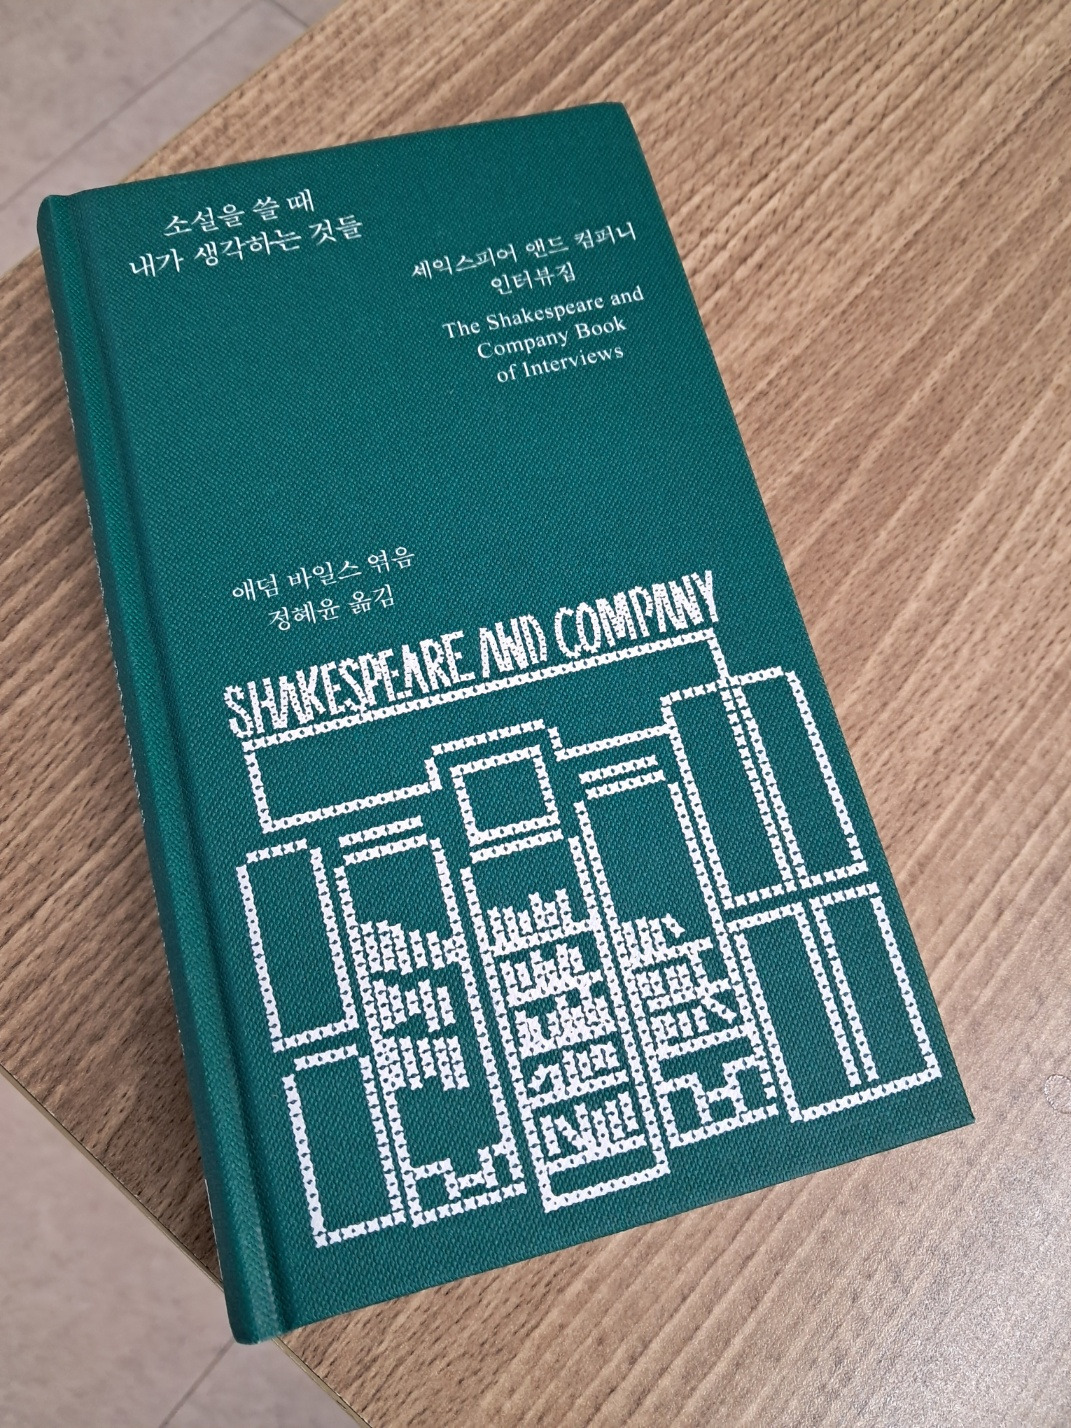 소설을 쓸 때
내가 생각하는 것들
셰익스피어 앤드 컴퍼니
인터뷰집
The Shakespeare and
Company Book
of Interviews
애덤 바일스 엮음
정혜윤 옮김
SHAKESPEARE AND COMPANY